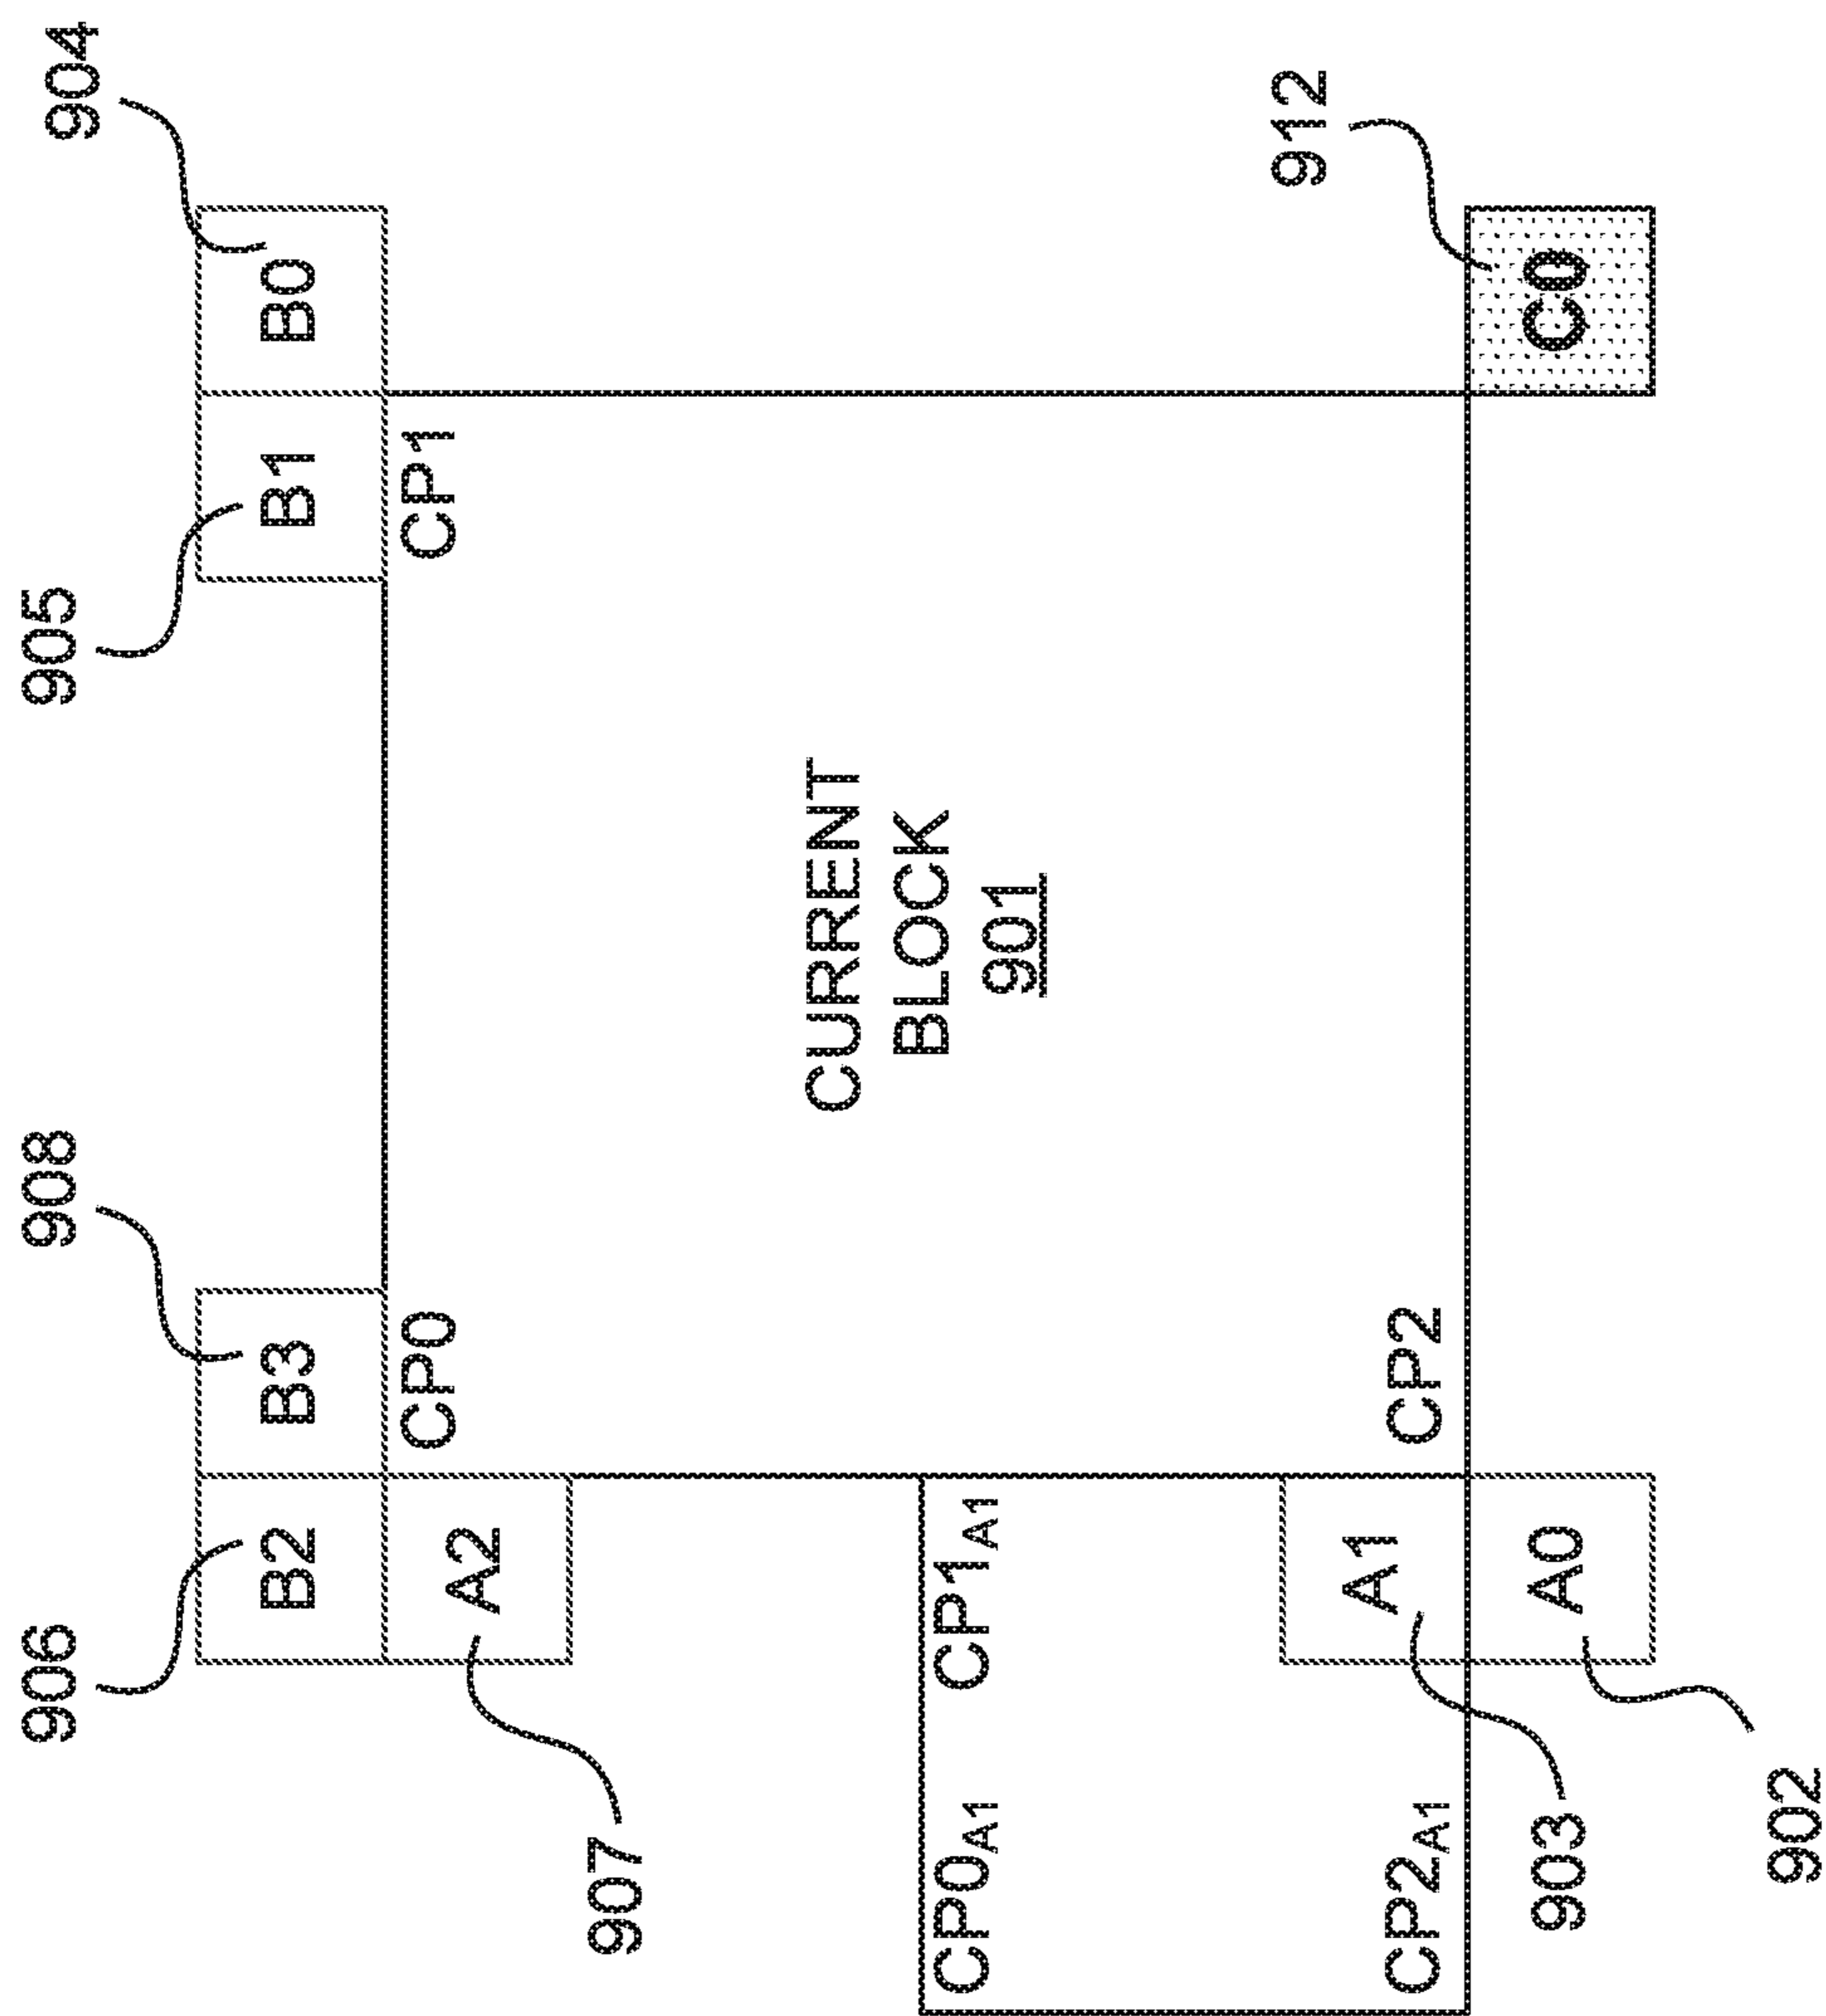 906
908
905
904
B2
B3
B1
B0
CP0
CP1
A2
907
CURRENT
BLOCK
901
CP0A1
CP1A1
912
A1
CP2A1
CP2
903
A0
C0
902